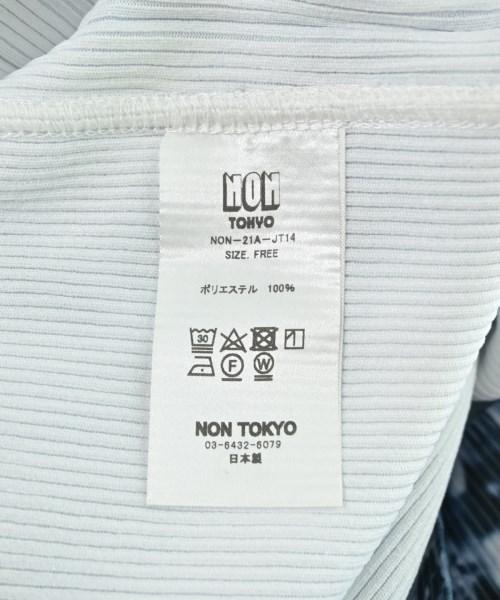 NON
TOKYO
NON-21A-JT14
SIZE. FREE
ポリエステル 100%
30
F W
NON TOKYO
03-6432-6079
日本製